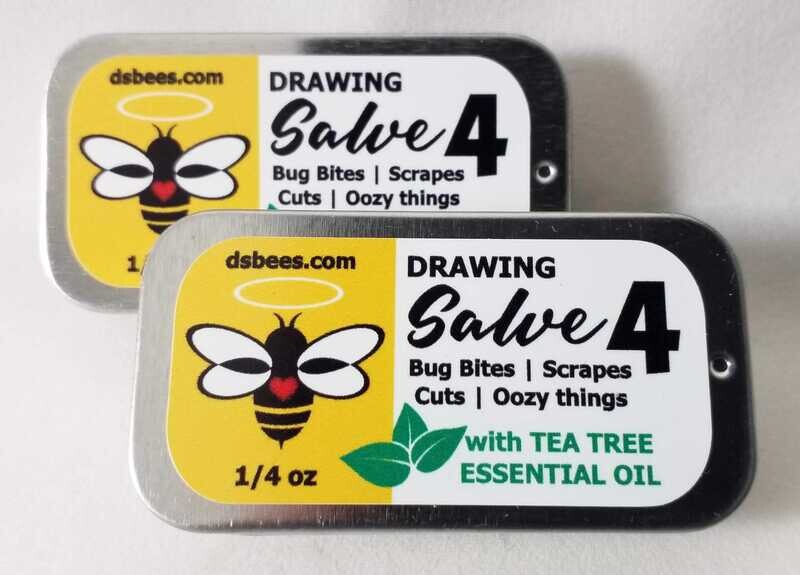 dsbees.com
DRAWING
Salve 4
Bug Bites | Scrapes
Cuts | Oozy things
dsbees.com
DRAWING
Salve 4
Bug Bites | Scrapes
Cuts | Oozy things
with TEA TREE
ESSENTIAL OIL
1/4 oz